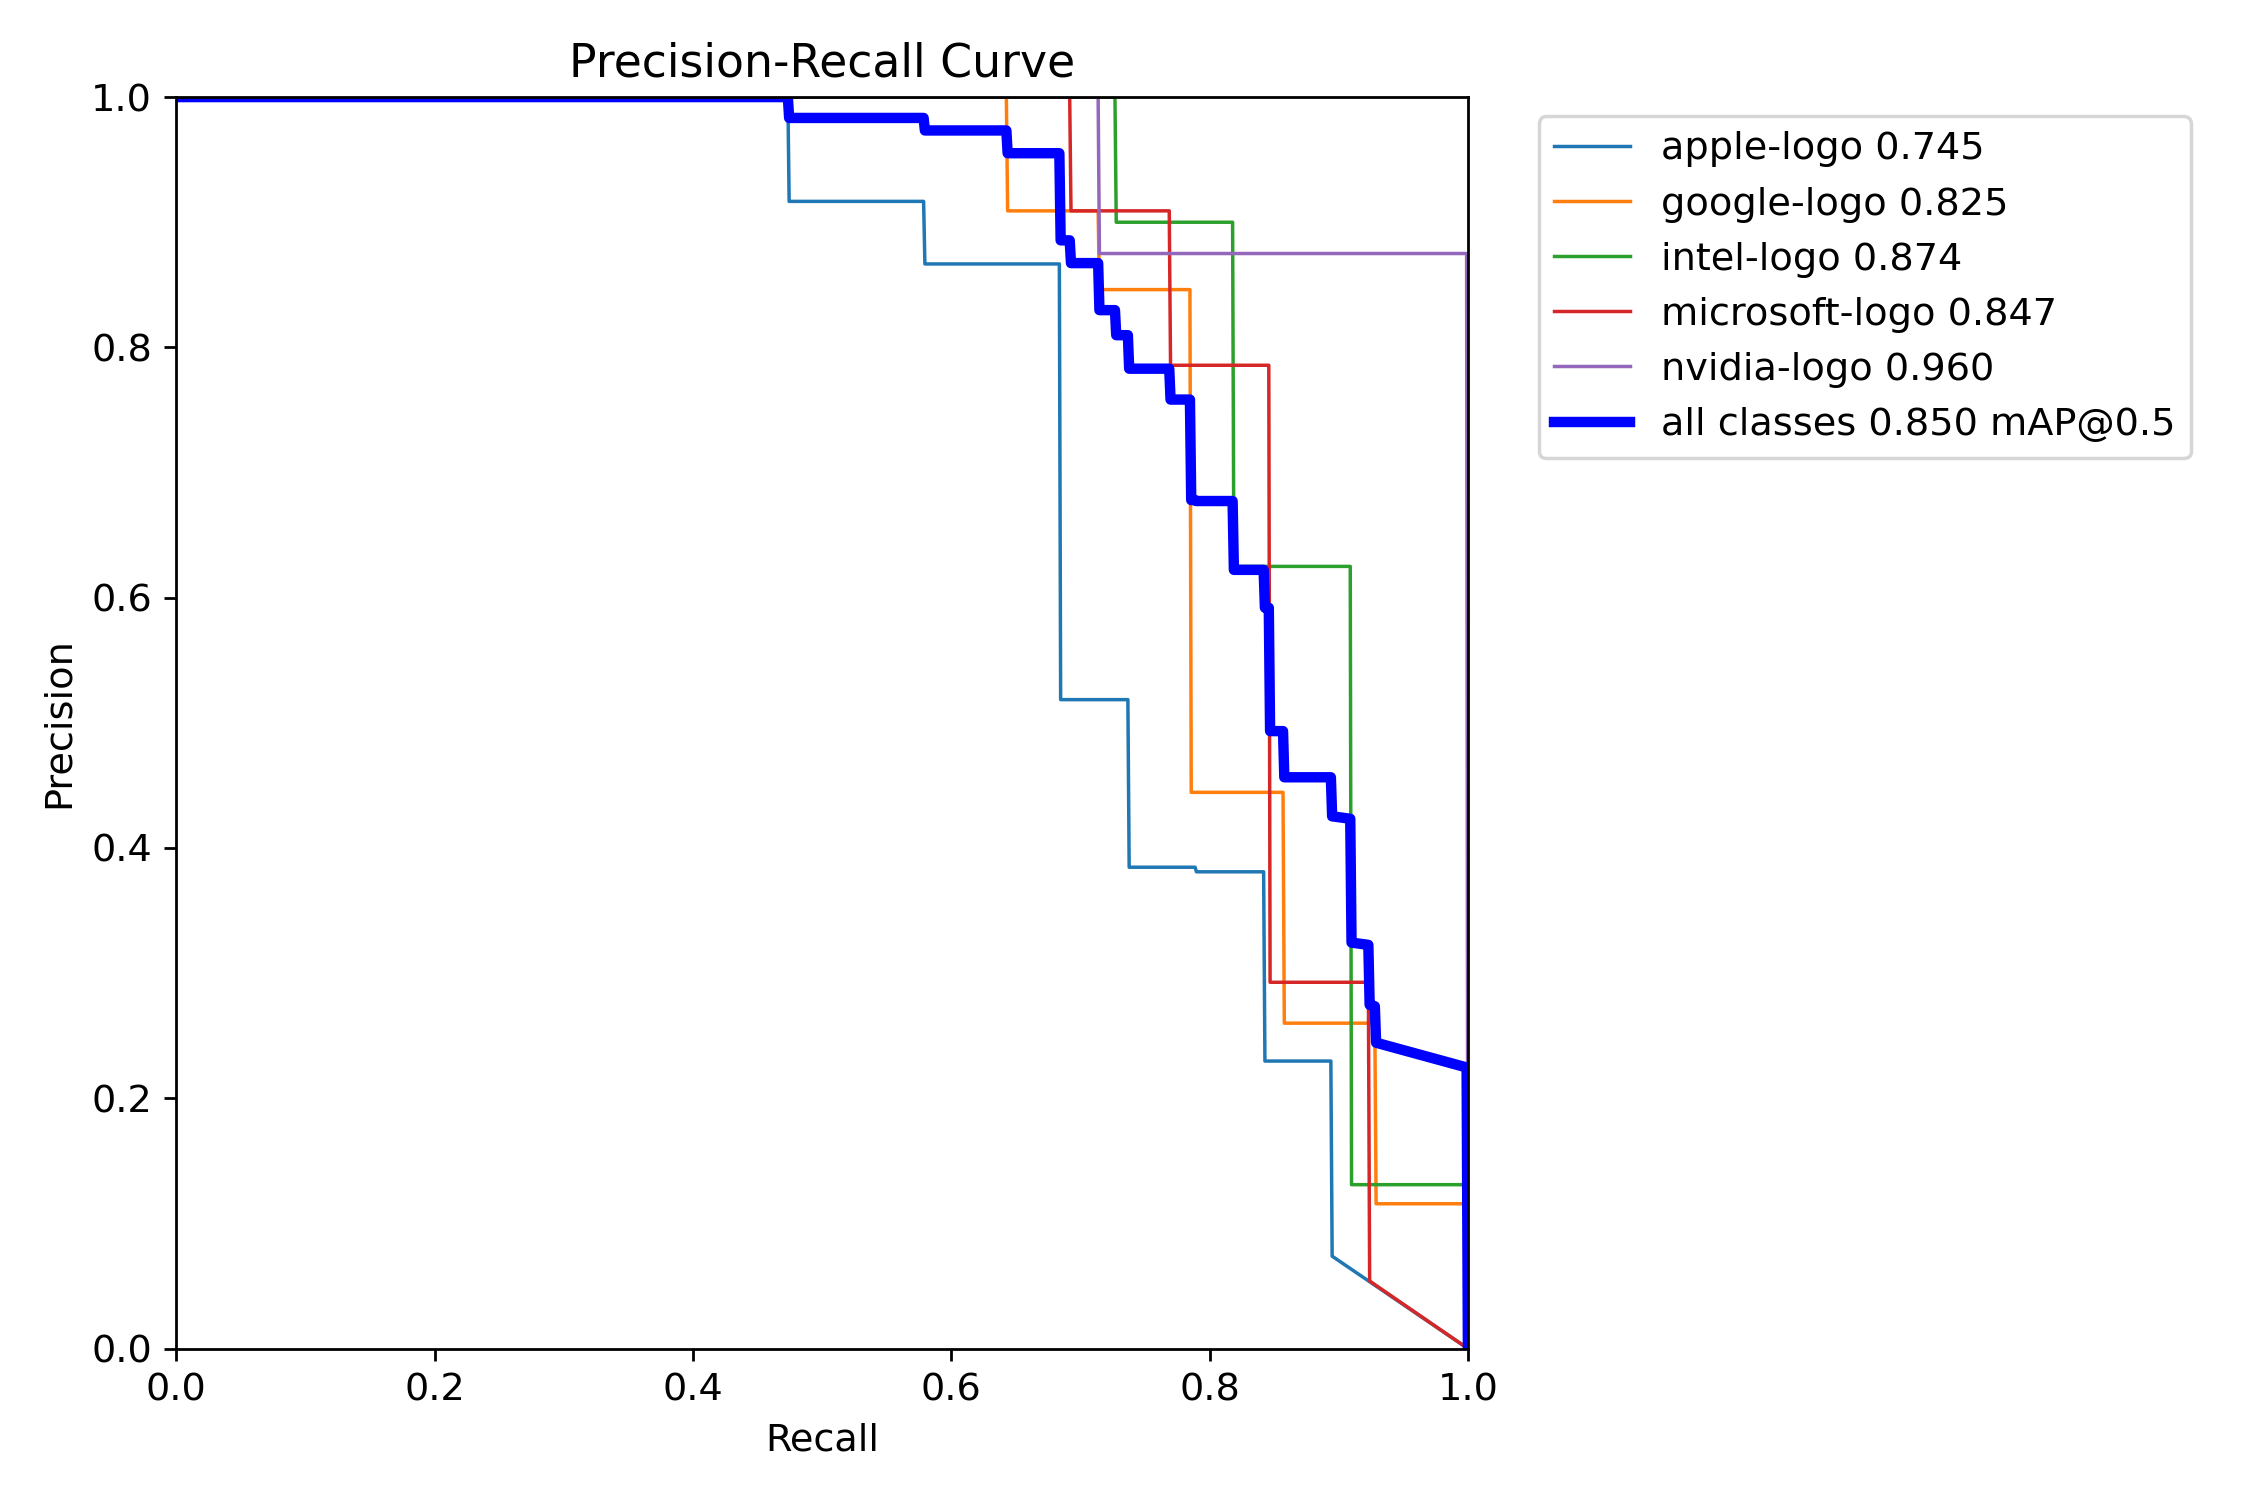 Precision-Recall Curve
1.0
0.8
0.6
0.4
0.2
0.0
Precision
0.0 0.2 0.4 0.6 0.8 1.0
Recall
apple-logo 0.745
google-logo 0.825
intel-logo 0.874
microsoft-logo 0.847
nvidia-logo 0.960
all classes 0.850 mAP@0.5